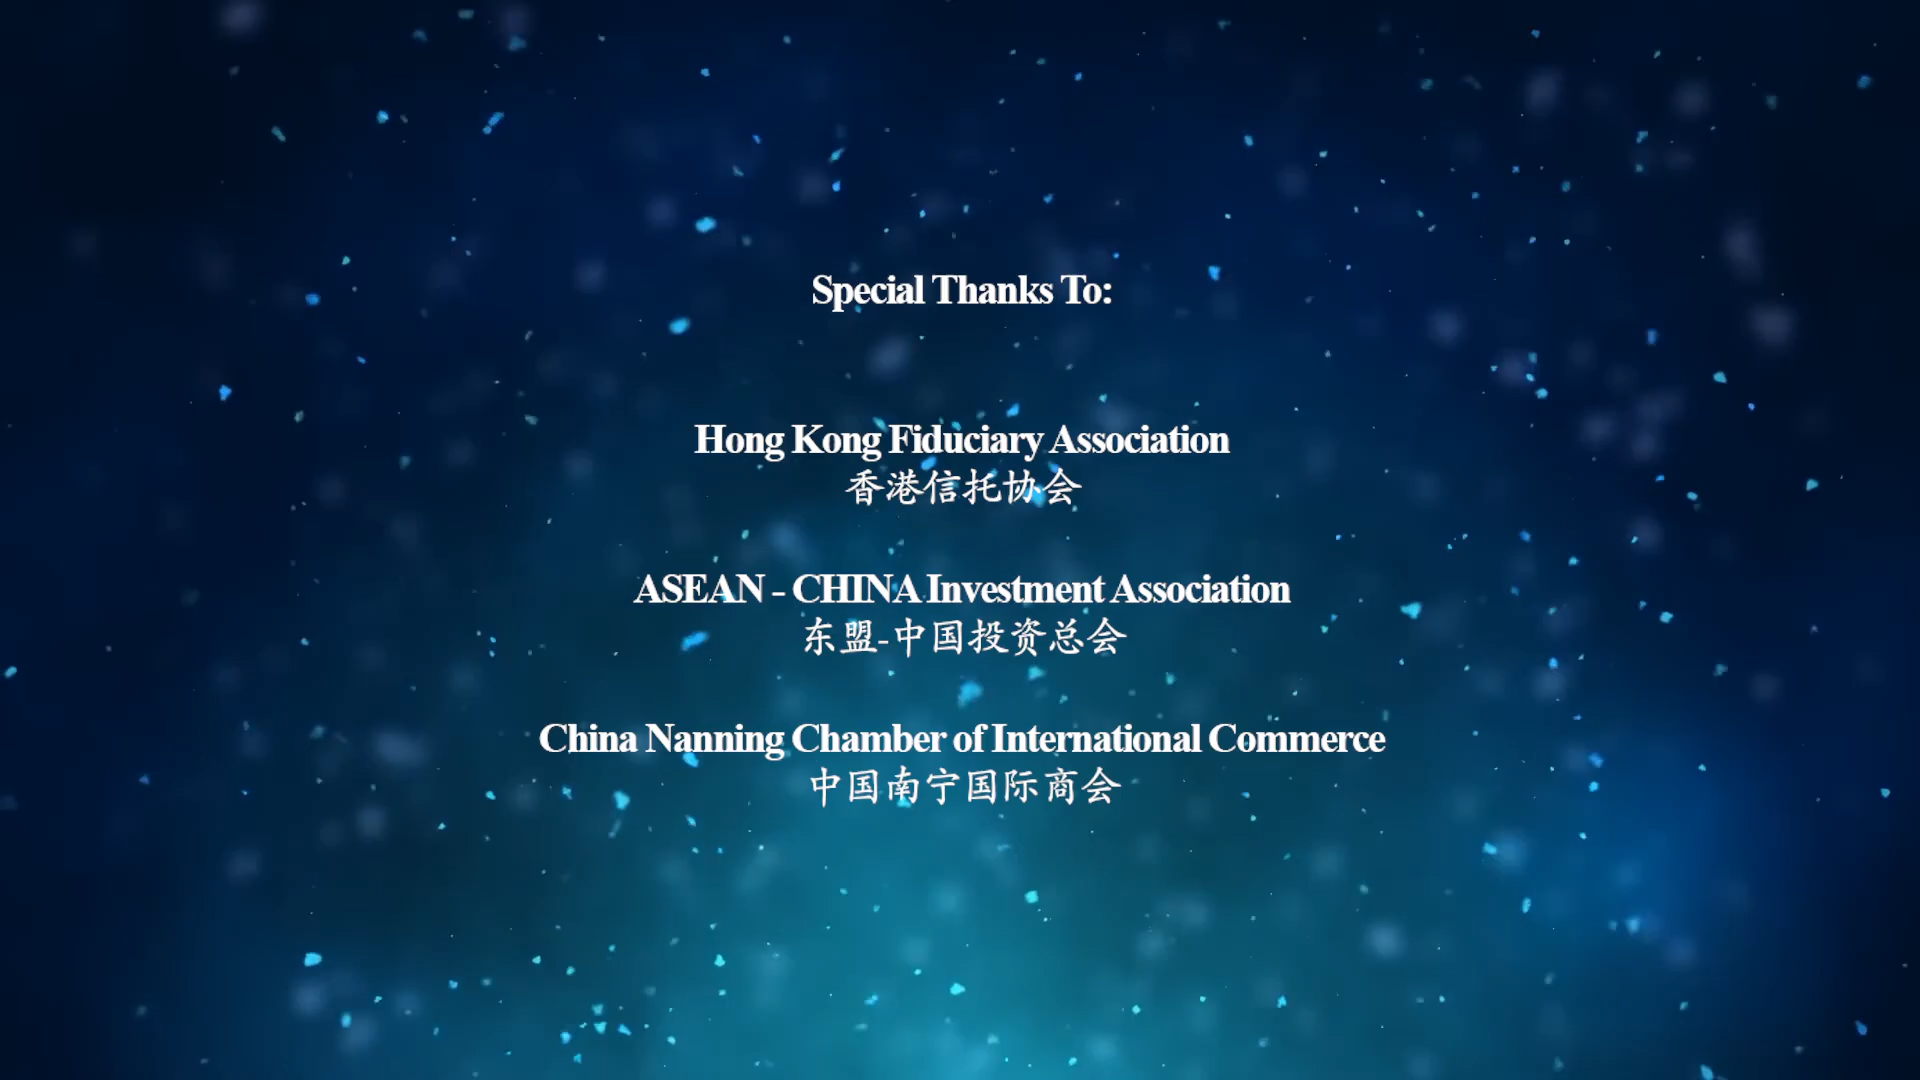 Special Thanks To:
Hong Kong Fiduciary Association
香港信托协会
ASEAN - CHINA Investment Association
东盟-中国投资总会
China Nanning Chamber of International Commerce
中国南宁国际商会